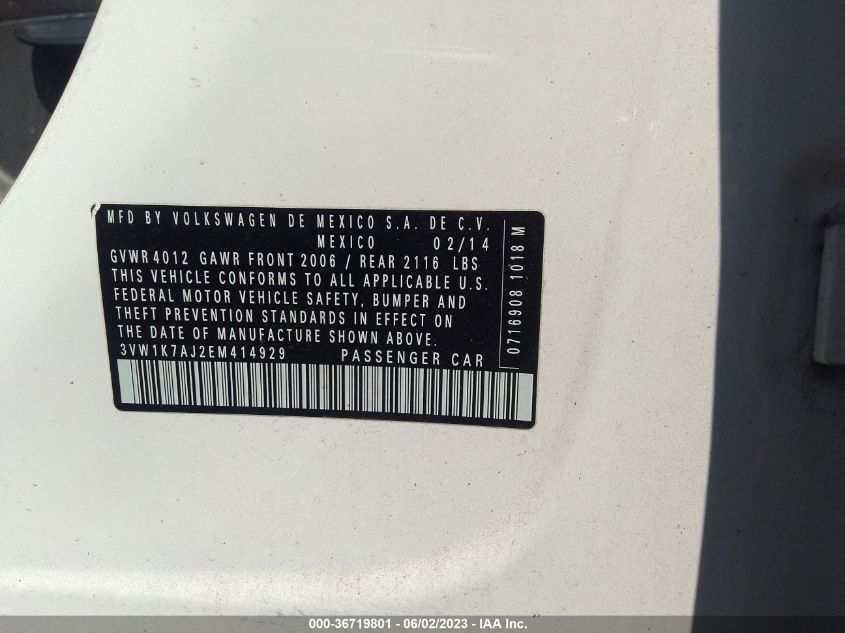 MFD BY VOLKSWAGEN DE MEXICO S.A. DE C.V.
MEXICO 02/14
GVWR 4012 GAWR FRONT 2006 / REAR 2116 LBS
THIS VEHICLE CONFORMS TO ALL APPLICABLE U.S.
FEDERAL MOTOR VEHICLE SAFETY, BUMPER AND
THEFT PREVENTION STANDARDS IN EFFECT ON
THE DATE OF MANUFACTURE SHOWN ABOVE.
3VW1K7AJ2EM414929 PASSENGER CAR
0716908 1018 M
000-36719801 - 06/02/2023 - IAA Inc.